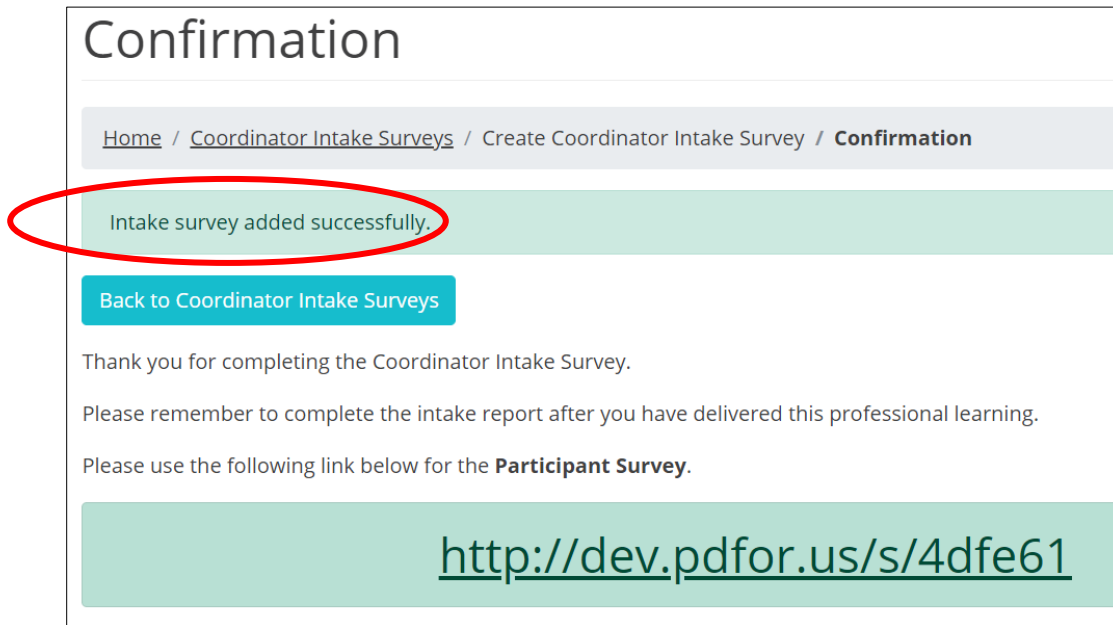 Confirmation
Home / Coordinator Intake Surveys / Create Coordinator Intake Survey / Confirmation
Intake survey added successfully.
Back to Coordinator Intake Surveys
Thank you for completing the Coordinator Intake Survey.
Please remember to complete the intake report after you have delivered this professional learning.
Please use the following link below for the Participant Survey.
http://dev.pdfor.us/s/4dfe61